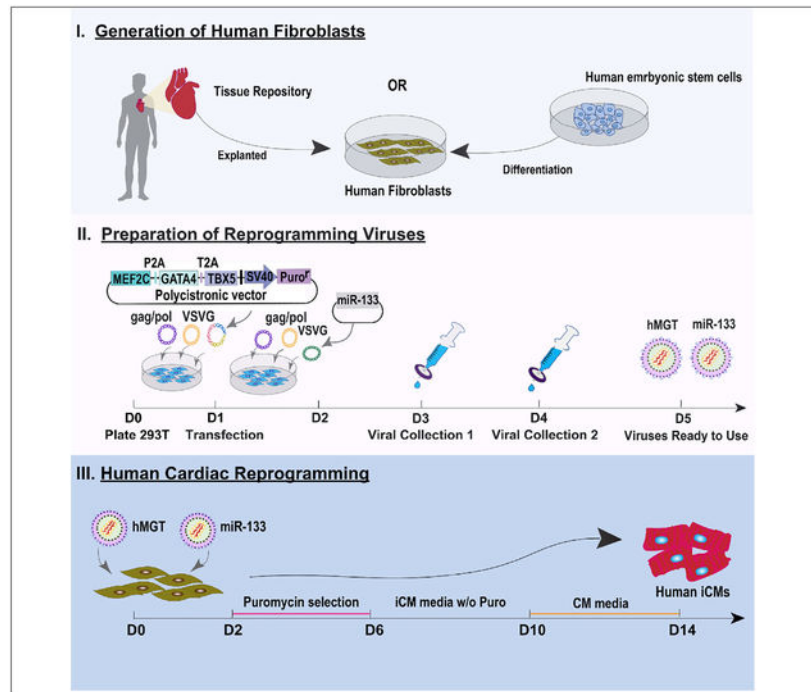 I. Generation of Human Fibroblasts
Tissue Repository
OR
Human emrbyonic stem cells
Explanted
Differentiation
Human Fibroblasts
II. Preparation of Reprogramming Viruses
P2A T2A
MEF2C GATA4 TBX5 SV40 Puroʳ
Polycistronic vector
miR-133
gag/pol VSVG
gag/pol VSVG
hMGT miR-133
D0 D1 D2 D3 D4 D5
Plate 293T Transfection Viral Collection 1 Viral Collection 2 Viruses Ready to Use
III. Human Cardiac Reprogramming
hMGT miR-133
Human iCMs
Puromycin selection iCM media w/o Puro CM media
D0 D2 D6 D10 D14